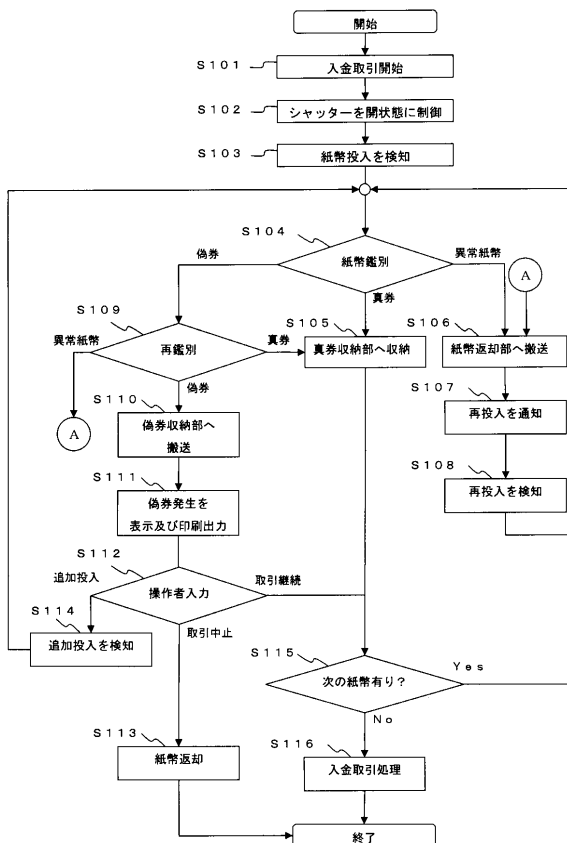 開始
S101
入金取引開始
S102
シャッターを開状態に制御
S103
紙幣投入を検知
S104
紙幣鑑別
偽券
異常紙幣
真券
A
S109
再鑑別
異常紙幣
真券
偽券
S105
真券収納部へ収納
S106
紙幣返却部へ搬送
A
S110
偽券収納部へ
搬送
S107
再投入を通知
S111
偽券発生を
表示及び印刷出力
S108
再投入を検知
S112
追加投入
操作者入力
取引継続
取引中止
S114
追加投入を検知
S115
次の紙幣有り？
Yes
No
S113
紙幣返却
S116
入金取引処理
終了